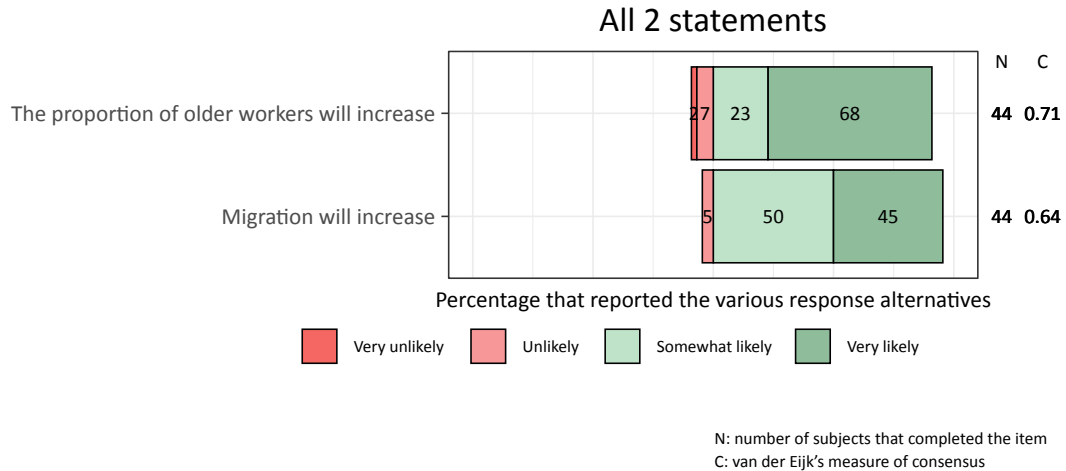 All 2 statements
N C
The proportion of older workers will increase 2 7 23 68 44 0.71
Migration will increase 5 50 45 44 0.64
Percentage that reported the various response alternatives
Very unlikely Unlikely Somewhat likely Very likely
N: number of subjects that completed the item
C: van der Eijk's measure of consensus